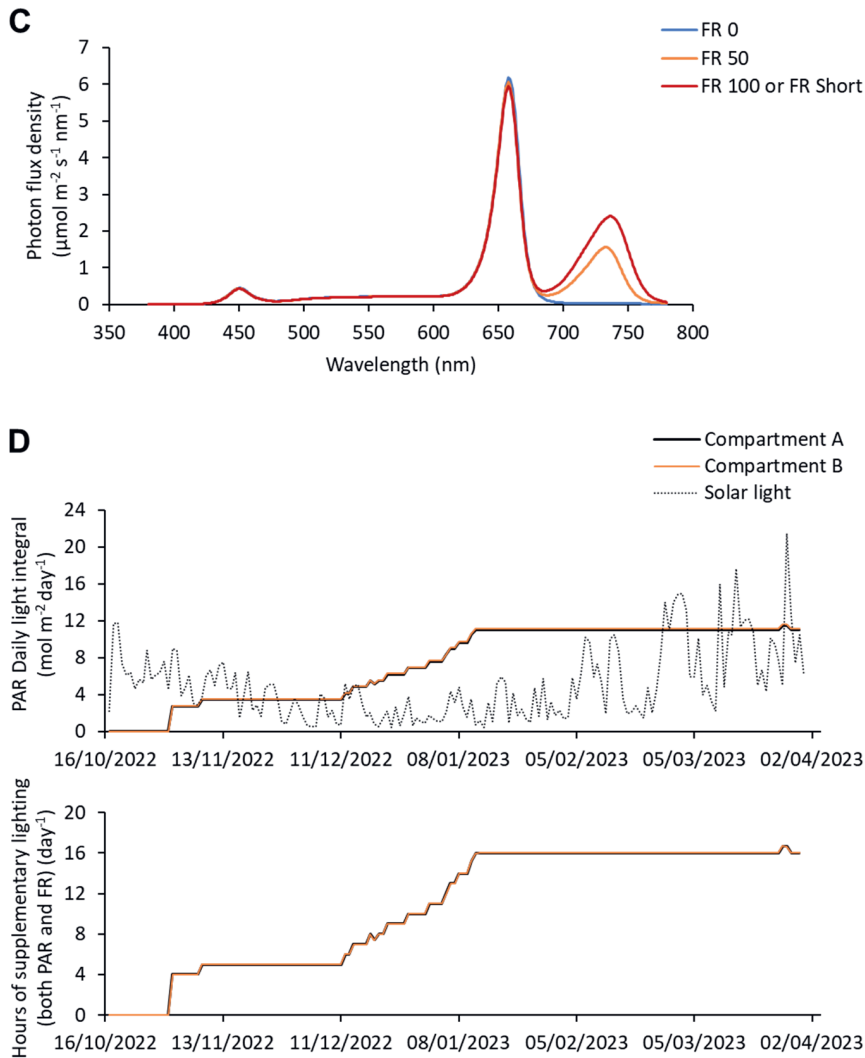 C
FR 0
FR 50
FR 100 or FR Short
Photon flux density
(µmol m⁻² s⁻¹ nm⁻¹)
7
6
5
4
3
2
1
0
350 400 450 500 550 600 650 700 750 800
Wavelength (nm)
D
Compartment A
Compartment B
Solar light
PAR Daily light integral
(mol m⁻² day⁻¹)
24
20
16
12
8
4
0
16/10/2022 13/11/2022 11/12/2022 08/01/2023 05/02/2023 05/03/2023 02/04/2023
Hours of supplementary lighting
(both PAR and FR) (day⁻¹)
20
16
12
8
4
0
16/10/2022 13/11/2022 11/12/2022 08/01/2023 05/02/2023 05/03/2023 02/04/2023